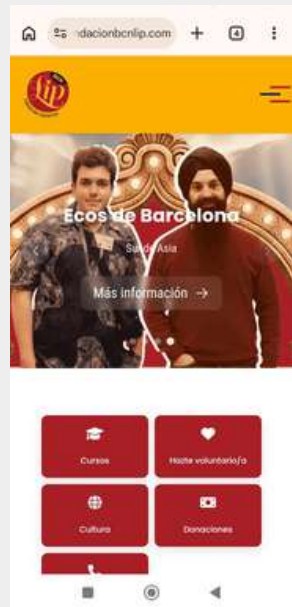 dacionbcnlip.com
4
Lip
Ecos de Barcelona
Sur de Asia
Más información →
Cursos
Hazte voluntario/a
Cultura
Donaciones